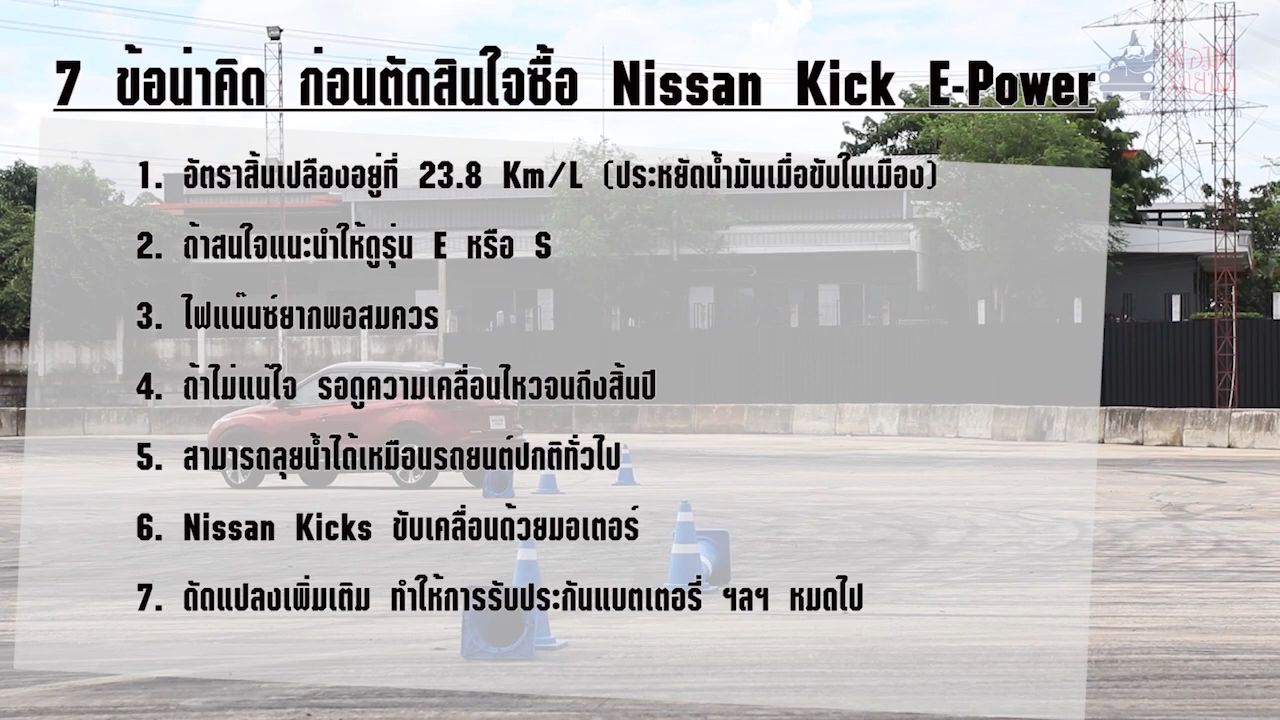 7 ข้อน่าคิด ก่อนตัดสินใจซื้อ Nissan Kick E-Power
1. อัตราสิ้นเปลืองอยู่ที่ 23.8 Km/L (ประหยัดน้ำมันเมื่อขับในเมือง)
2. ถ้าสนใจแนะนำให้ดูรุ่น E หรือ S
3. ไฟแน๊นซ์ยากพอสมควร
4. ถ้าไม่แน่ใจ รอดูความเคลื่อนไหวจนถึงสิ้นปี
5. สามารถลุยน้ำได้เหมือนรถยนต์ปกติทั่วไป
6. Nissan Kicks ขับเคลื่อนด้วยมอเตอร์
7. ดัดแปลงเพิ่มเติม ทำให้การรับประกันแบตเตอรี่ ฯลฯ หมดไป